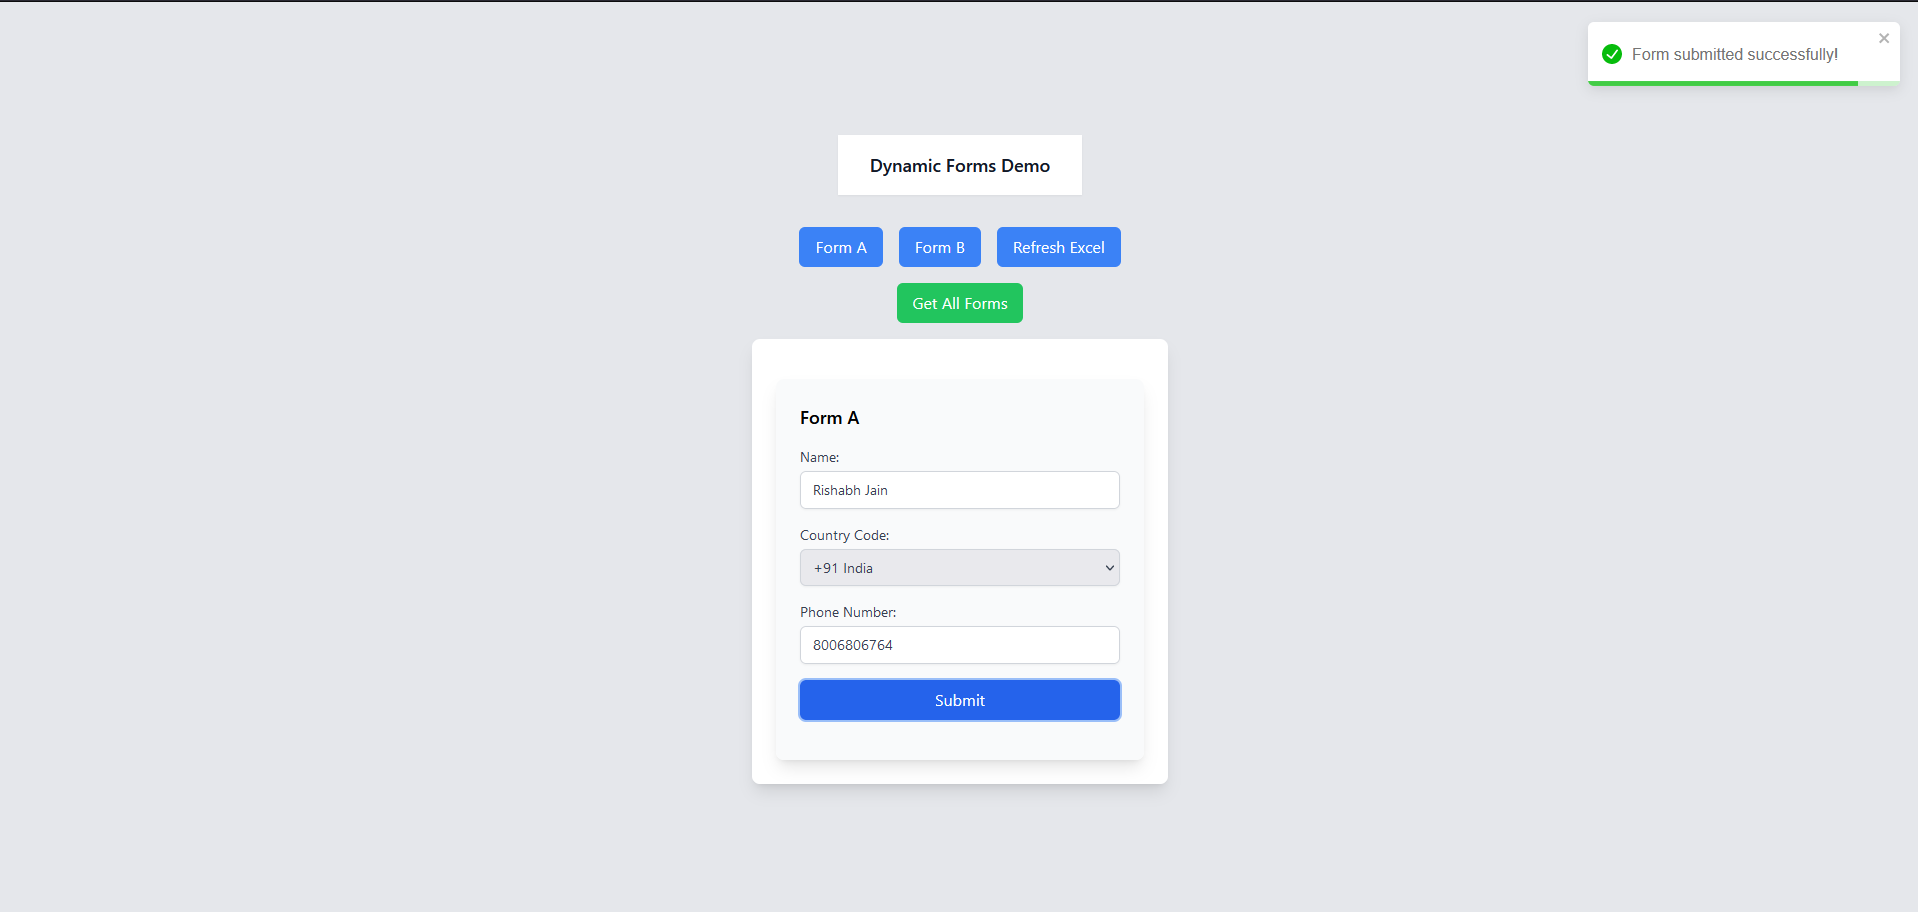 Form submitted successfully!
Dynamic Forms Demo
Form A Form B Refresh Excel
Get All Forms
Form A
Name:
Rishabh Jain
Country Code:
+91 India
Phone Number:
8006806764
Submit